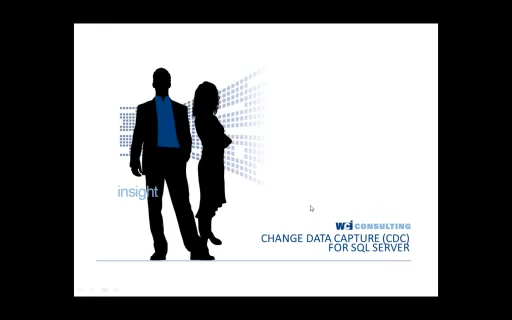 insight
WCI CONSULTING
CHANGE DATA CAPTURE (CDC)
FOR SQL SERVER